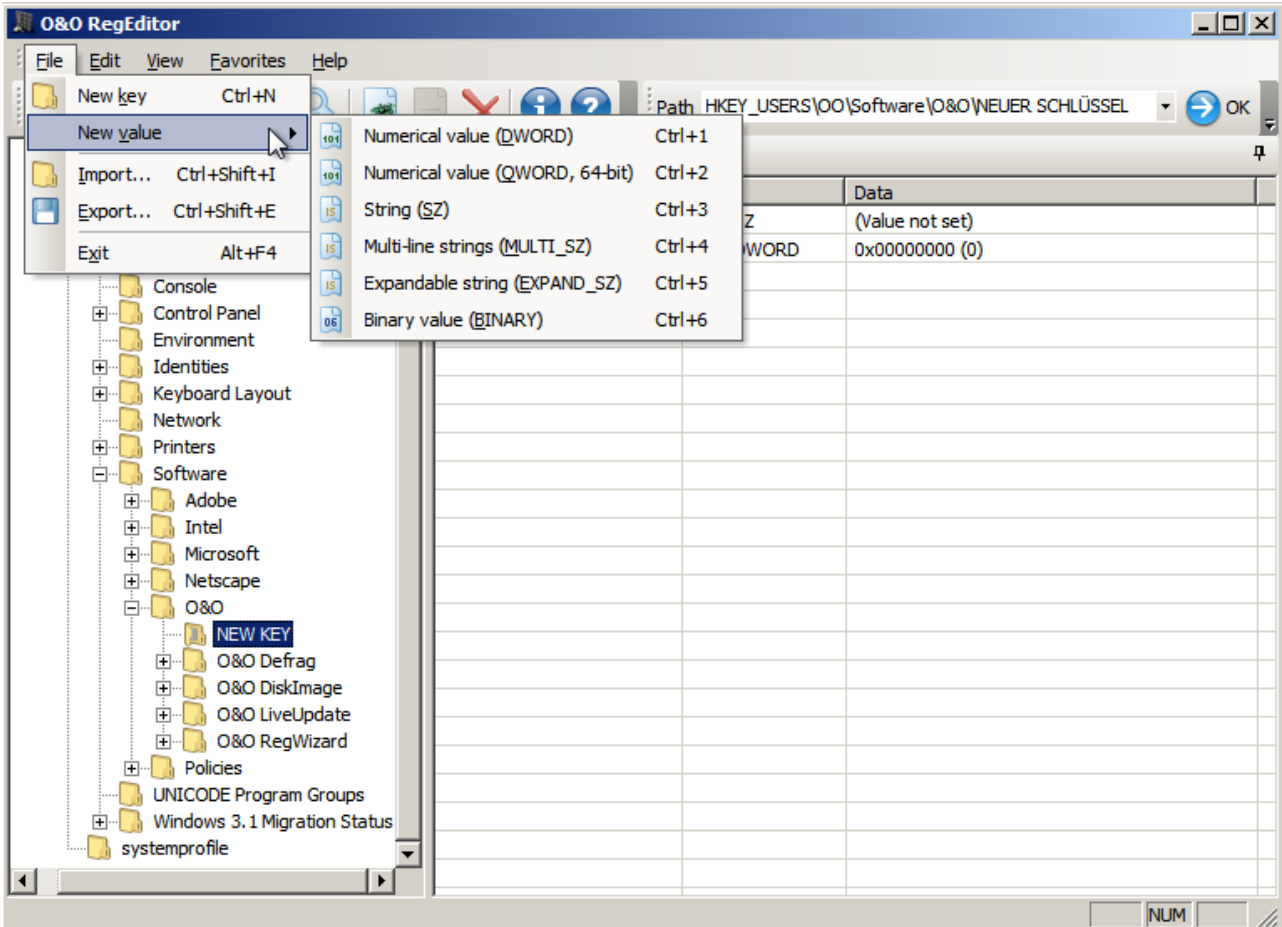 O&O RegEditor
File Edit View Favorites Help
New key Ctrl+N
Path HKEY_USERS\OO\Software\O&O\NEUER SCHLÜSSEL OK
New value
Import... Ctrl+Shift+I
Export... Ctrl+Shift+E
Exit Alt+F4
Numerical value (DWORD) Ctrl+1
Numerical value (QWORD, 64-bit) Ctrl+2
String (SZ) Ctrl+3
Multi-line strings (MULTI_SZ) Ctrl+4
Expandable string (EXPAND_SZ) Ctrl+5
Binary value (BINARY) Ctrl+6
Data
Z (Value not set)
WORD 0x00000000 (0)
Console
Control Panel
Environment
Identities
Keyboard Layout
Network
Printers
Software
Adobe
Intel
Microsoft
Netscape
O&O
NEW KEY
O&O Defrag
O&O DiskImage
O&O LiveUpdate
O&O RegWizard
Policies
UNICODE Program Groups
Windows 3.1 Migration Status
systemprofile
NUM